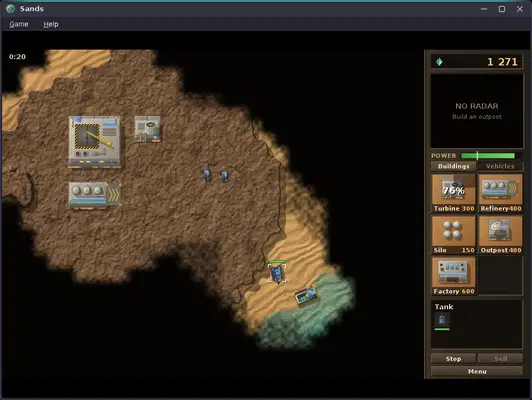 Sands
Game Help
0:20
1 271
NO RADAR
Build an outpost
POWER
Buildings Vehicles
76%
Turbine 300 Refinery 400
Silo 150 Outpost 400
Factory 600
Tank
Stop Sell
Menu